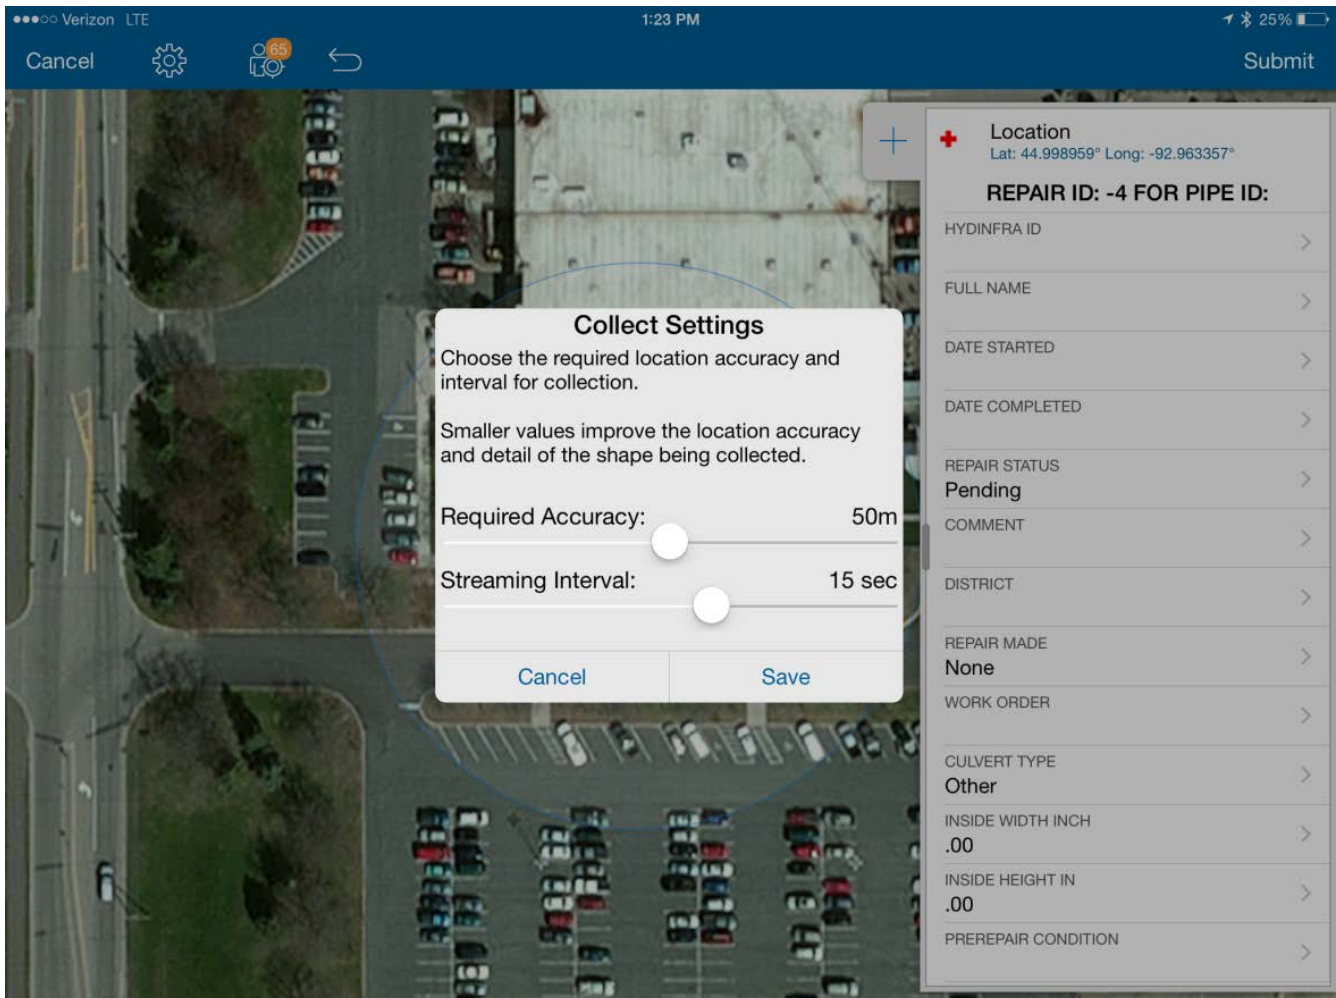 Verizon LTE 1:23 PM 25%
Cancel 65 Submit
Location
Lat: 44.998959° Long: -92.963357°
REPAIR ID: -4 FOR PIPE ID:
HYDINFRA ID
FULL NAME
DATE STARTED
DATE COMPLETED
REPAIR STATUS
Pending
COMMENT
DISTRICT
REPAIR MADE
None
WORK ORDER
CULVERT TYPE
Other
INSIDE WIDTH INCH
.00
INSIDE HEIGHT IN
.00
PREREPAIR CONDITION
Collect Settings
Choose the required location accuracy and
interval for collection.
Smaller values improve the location accuracy
and detail of the shape being collected.
Required Accuracy: 50m
Streaming Interval: 15 sec
Cancel Save